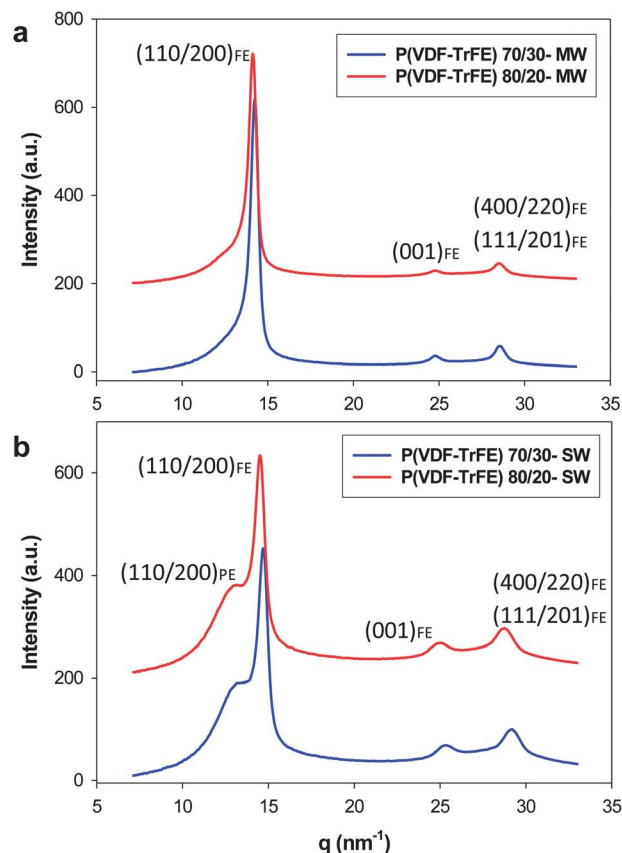 a
800
600
400
200
0
Intensity (a.u.)
(110/200)FE
P(VDF-TrFE) 70/30- MW
P(VDF-TrFE) 80/20- MW
(001)FE
(400/220)FE
(111/201)FE
5 10 15 20 25 30 35
b
600
400
200
0
Intensity (a.u.)
(110/200)FE
(110/200)PE
P(VDF-TrFE) 70/30- SW
P(VDF-TrFE) 80/20- SW
(001)FE
(400/220)FE
(111/201)FE
5 10 15 20 25 30 35
q (nm⁻¹)